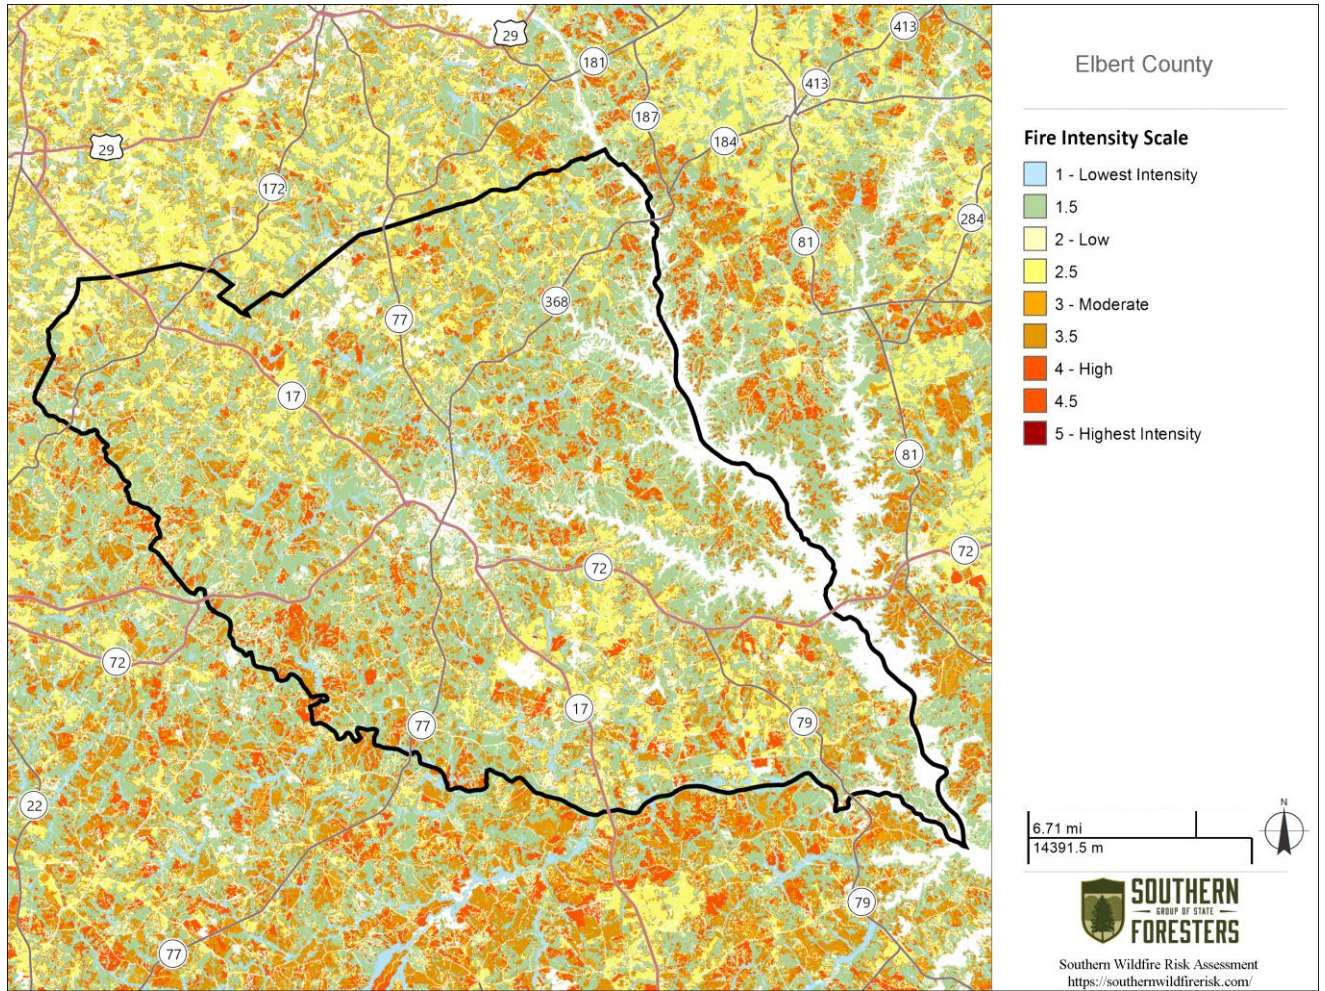 29
413
181
413
187
184
29
172
284
81
368
77
17
81
72
72
72
77
17
79
22
79
77
Elbert County
Fire Intensity Scale
1 - Lowest Intensity
1.5
2 - Low
2.5
3 - Moderate
3.5
4 - High
4.5
5 - Highest Intensity
N
6.71 mi
14391.5 m
SOUTHERN
GROUP OF STATE
FORESTERS
Southern Wildfire Risk Assessment
https://southernwildfirerisk.com/